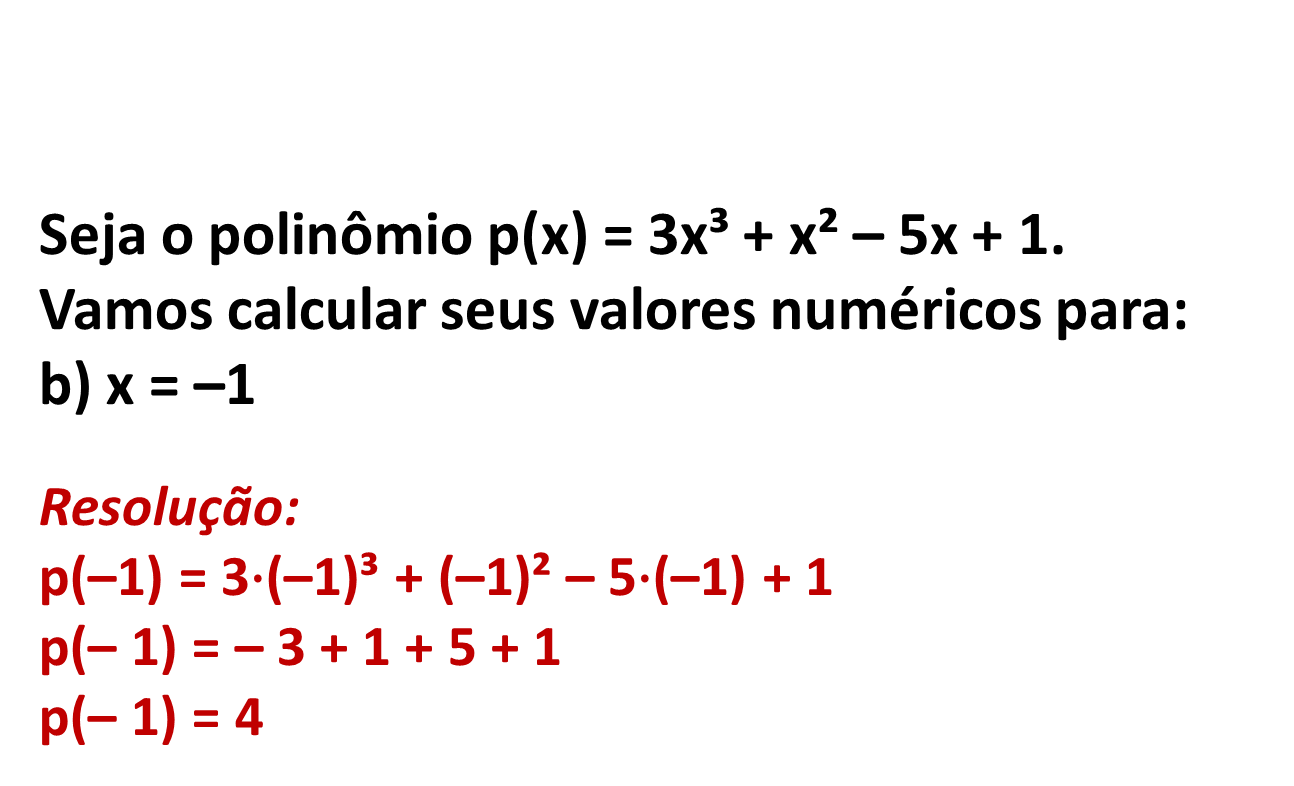 Seja o polinômio p(x) = 3x³ + x² – 5x + 1.
Vamos calcular seus valores numéricos para:
b) x = –1
Resolução:
p(–1) = 3·(–1)³ + (–1)² – 5·(–1) + 1
p(– 1) = – 3 + 1 + 5 + 1
p(– 1) = 4